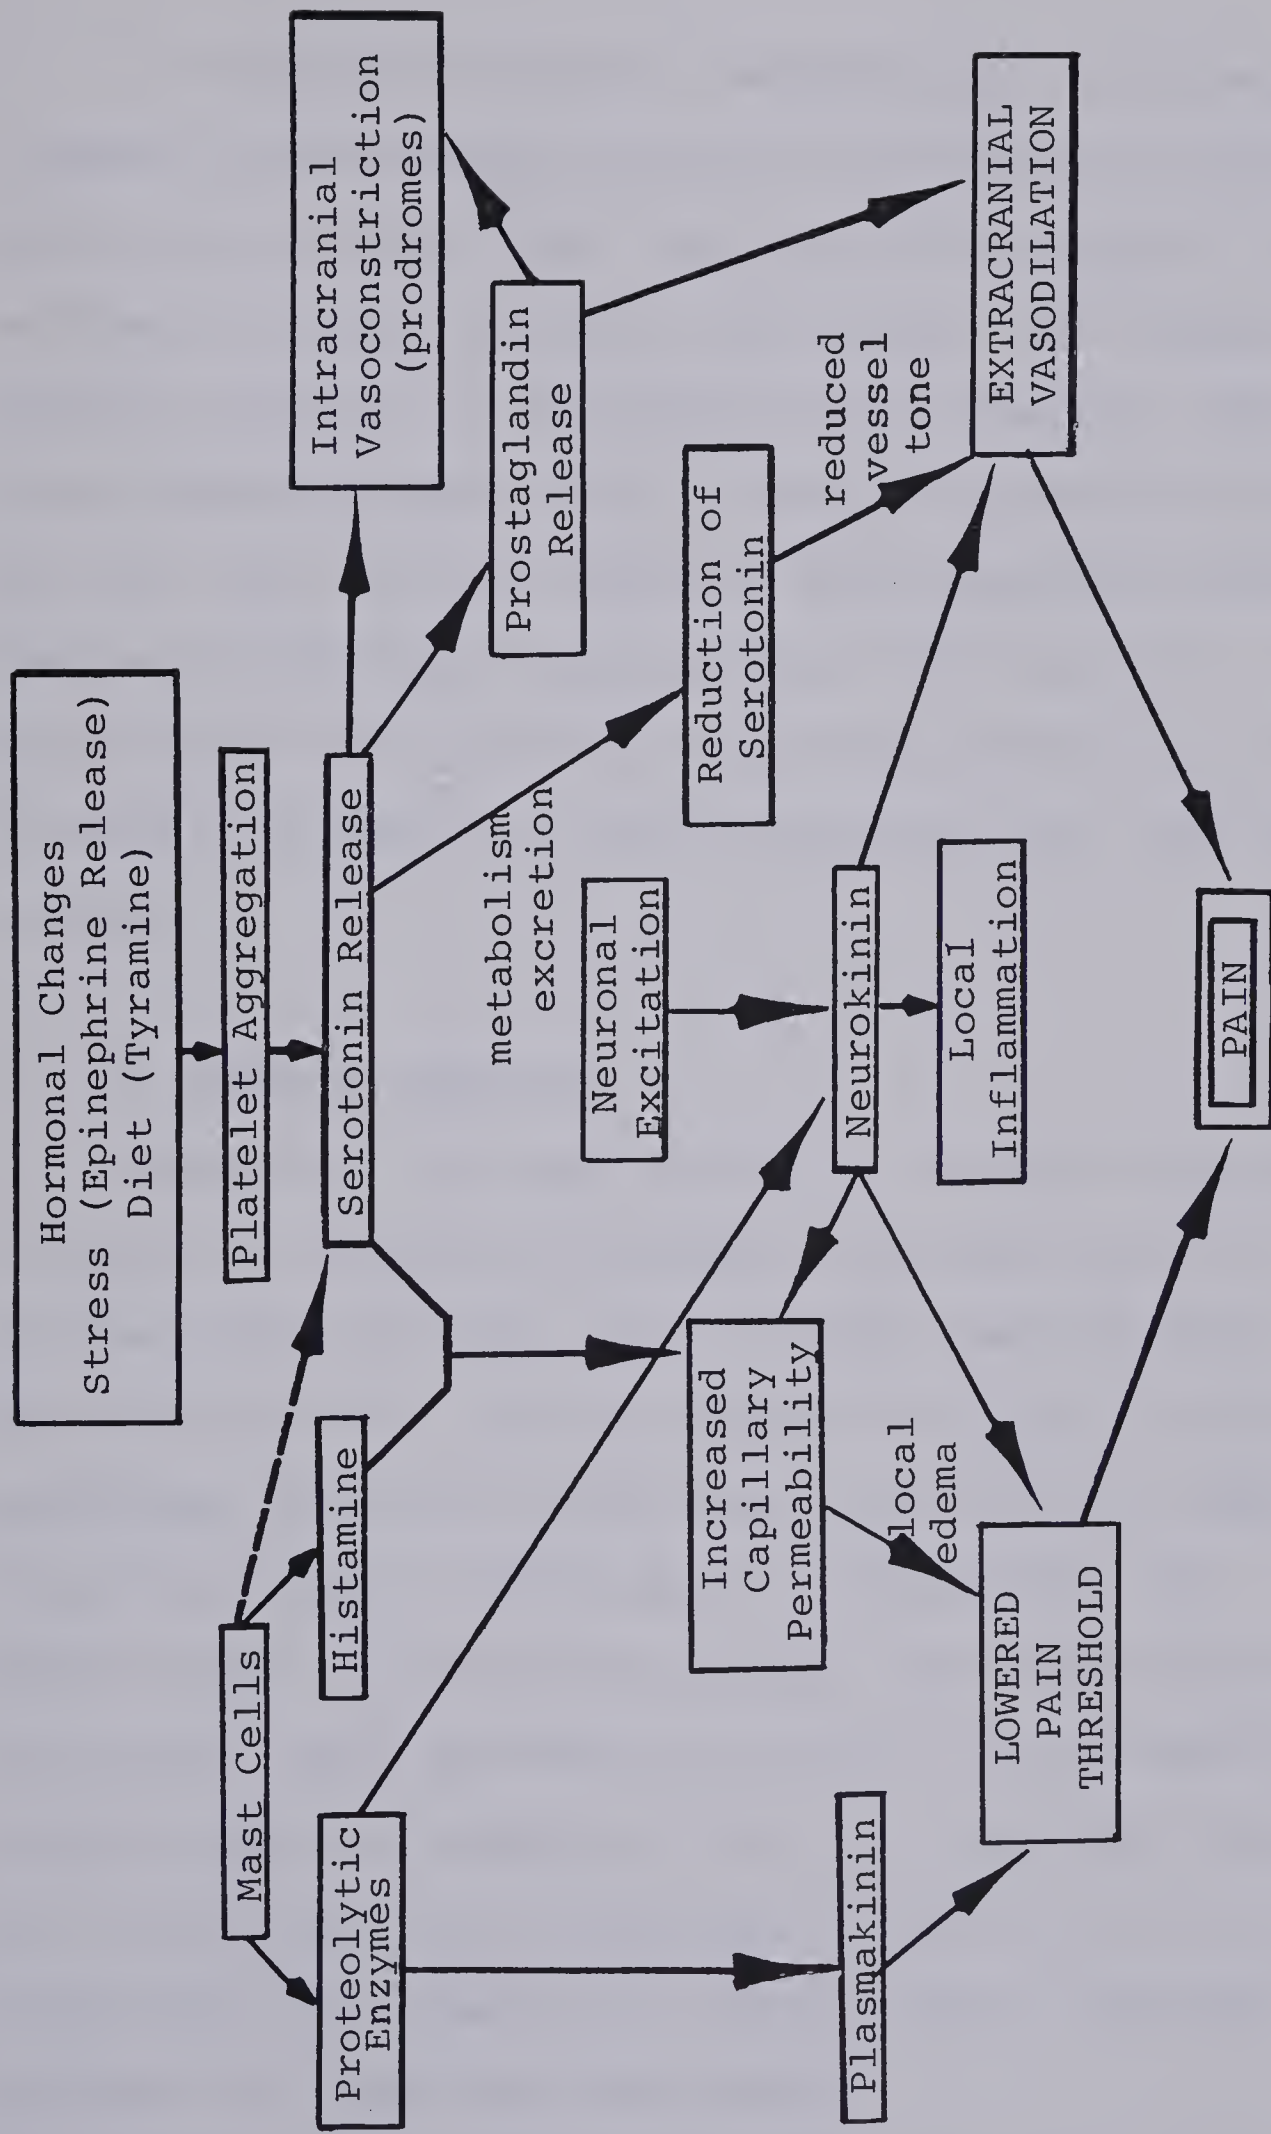 Hormonal Changes
Stress (Epinephrine Release)
Diet (Tyramine)
Mast Cells
Platelet Aggregation
Proteolytic
Enzymes
Histamine
Serotonin Release
Intracranial
Vasoconstriction
(prodromes)
metabolism
excretion
Prostaglandin
Release
Neuronal
Excitation
Increased
Capillary
Permeability
Reduction of
Serotonin
reduced
vessel
tone
Plasmakinin
Neurokinin
local
edema
LOWERED
PAIN
THRESHOLD
Local
Inflammation
EXTRACRANIAL
VASODILATION
PAIN